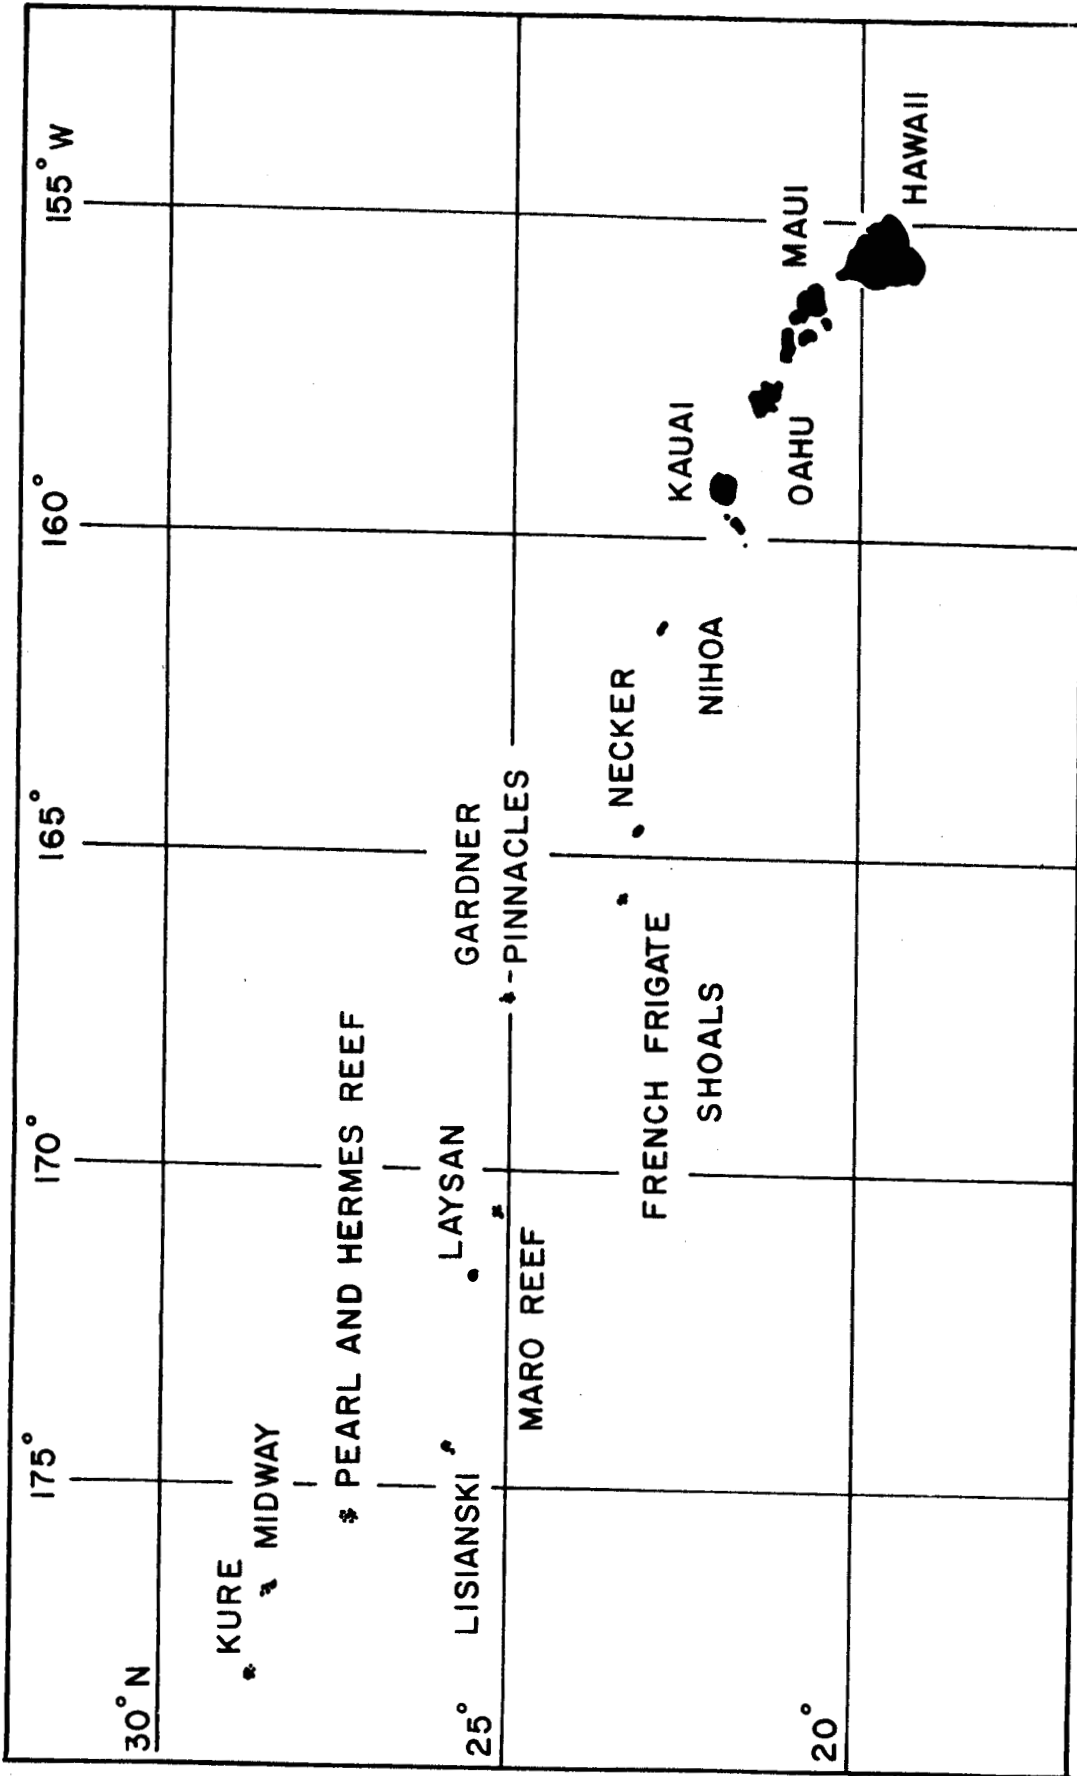 175°
170°
165°
160°
155° W
30° N
KURE
MIDWAY
PEARL AND HERMES REEF
LISIANSKI
LAYSAN
MARO REEF
GARDNER
PINNACLES
FRENCH FRIGATE
SHOALS
NECKER
NIHOA
KAUAI
OAHU
MAUI
HAWAII
25°
20°